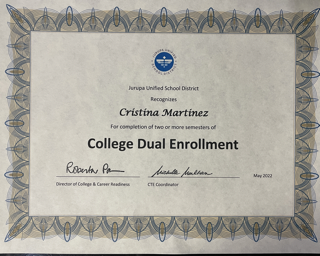 Jurupa Unified School District
Recognizes
Cristina Martinez
For completion of two or more semesters of
College Dual Enrollment
May 2022
Director of College & Career Readiness CTE Coordinator